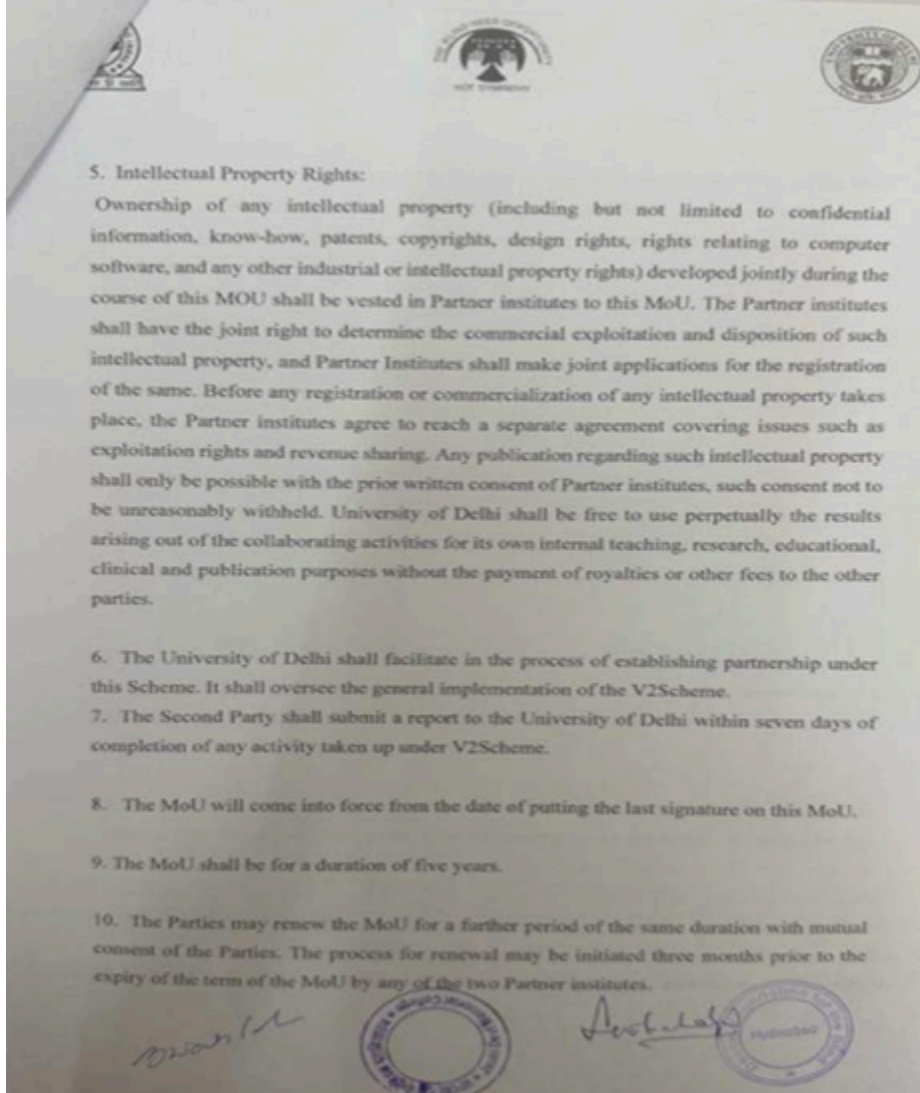 THE BLIND NEED OPPORTUNITY
NOT SYMPATHY
UNIVERSITY OF DELHI
5. Intellectual Property Rights:
Ownership of any intellectual property (including but not limited to confidential
information, know-how, patents, copyrights, design rights, rights relating to computer
software, and any other industrial or intellectual property rights) developed jointly during the
course of this MOU shall be vested in Partner institutes to this MoU. The Partner institutes
shall have the joint right to determine the commercial exploitation and disposition of such
intellectual property, and Partner Institutes shall make joint applications for the registration
of the same. Before any registration or commercialization of any intellectual property takes
place, the Partner institutes agree to reach a separate agreement covering issues such as
exploitation rights and revenue sharing. Any publication regarding such intellectual property
shall only be possible with the prior written consent of Partner institutes, such consent not to
be unreasonably withheld. University of Delhi shall be free to use perpetually the results
arising out of the collaborating activities for its own internal teaching, research, educational,
clinical and publication purposes without the payment of royalties or other fees to the other
parties.
6. The University of Delhi shall facilitate in the process of establishing partnership under
this Scheme. It shall oversee the general implementation of the V2Scheme.
7. The Second Party shall submit a report to the University of Delhi within seven days of
completion of any activity taken up under V2Scheme.
8. The MoU will come into force from the date of putting the last signature on this MoU.
9. The MoU shall be for a duration of five years.
10. The Parties may renew the MoU for a further period of the same duration with mutual
consent of the Parties. The process for renewal may be initiated three months prior to the
expiry of the term of the MoU by any of the two Partner institutes.
Foundation for the Blind
Hyderabad